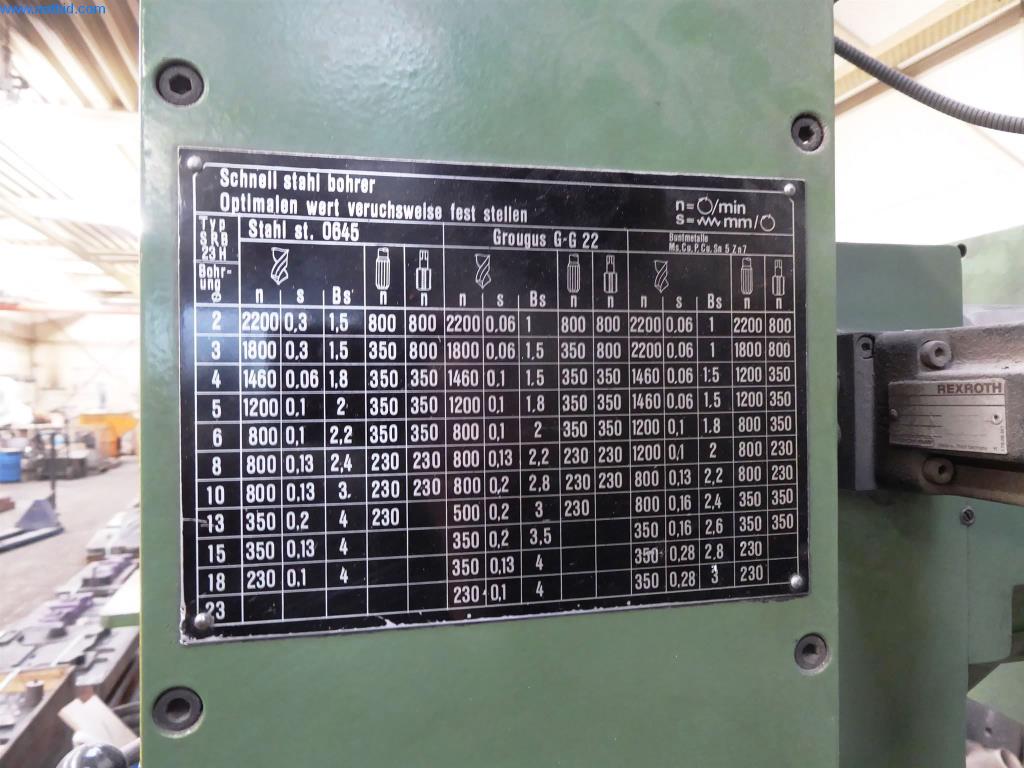 www.netbid.com
Schnell stahl bohrer
Optimalen wert veruchsweise fest stellen
n= /min
s= mm/
Typ SRB 23 H
Stahl st. 0645
Grougus G-G 22
Buntmetalle
Ms,Cu,P,Cu,Sn 5 Zn 7
Bohr-
ung
ø
n s Bs n n n s Bs n n n s Bs n n
2 2200 0,3 1.5 800 800 2200 0.06 1 800 800 2200 0.06 1 2200 800
3 1800 0.3 1.5 350 800 1800 0.06 1.5 350 800 2200 0.06 1 1800 800
4 1460 0.06 1.8 350 350 1460 0.1 1.5 350 350 1460 0.06 1.5 1200 350
5 1200 0.1 2 350 350 1200 0.1 1.8 350 350 1460 0.06 1.5 1200 350
6 800 0.1 2.2 350 350 800 0.1 2 350 350 1200 0.1 1.8 800 350
8 800 0.13 2,4 230 230 800 0.13 2,2 230 230 1200 0.1 2 800 230
10 800 0.13 3 230 230 800 0.2 2.8 230 230 800 0.13 2.2 800 230
13 350 0.2 4 230 500 0.2 3 230 800 0.16 2.4 350 350
15 350 0.13 4 350 0.2 3,5 350 0.16 2.6 350 350
18 230 0.1 4 350 0.13 4 350 0.28 2.8 230
23 230 0.1 4 350 0.28 3 230
REXROTH